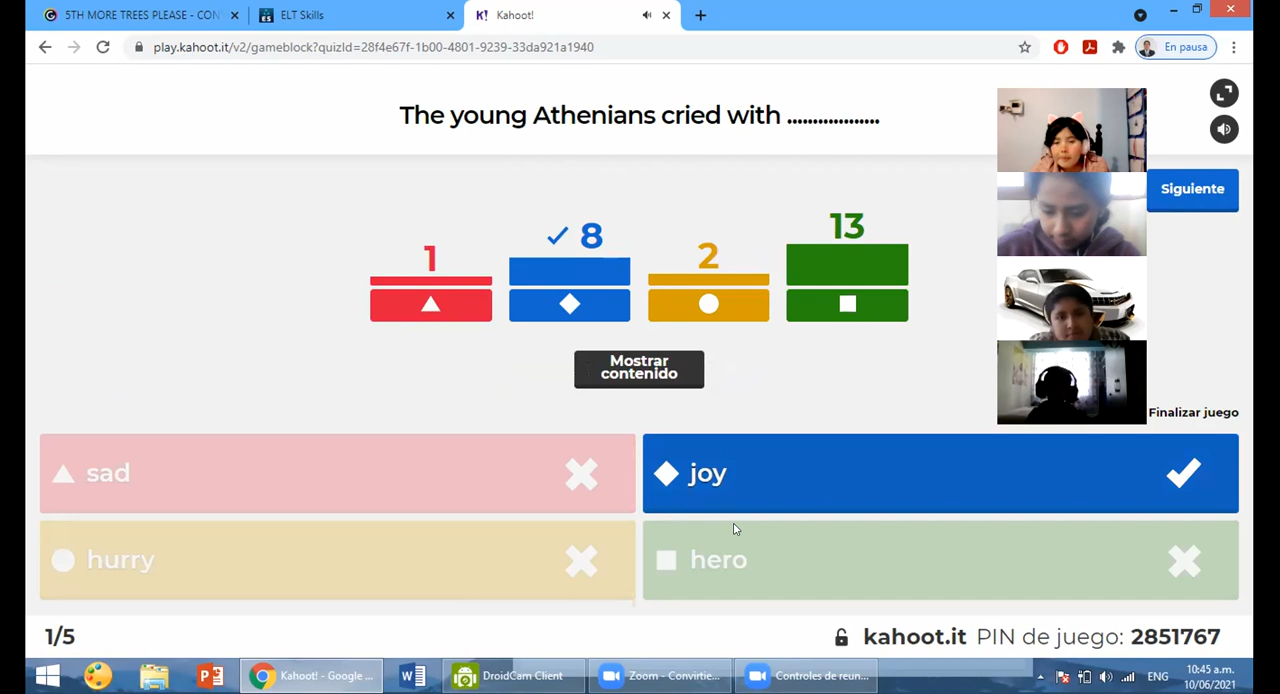 5TH MORE TREES PLEASE - CON
ELT Skills
K! Kahoot!
play.kahoot.it/v2/gameblock?quizId=28f4e67f-1b00-4801-9239-33da921a1940
En pausa
The young Athenians cried with ..................
Siguiente
1
8
2
13
Mostrar
contenido
Finalizar juego
sad
joy
hurry
hero
1/5
kahoot.it PIN de juego: 2851767
Kahoot! - Google ...
DroidCam Client
Zoom - Convirtie...
Controles de reun...
ENG
10:45 a.m.
10/06/2021